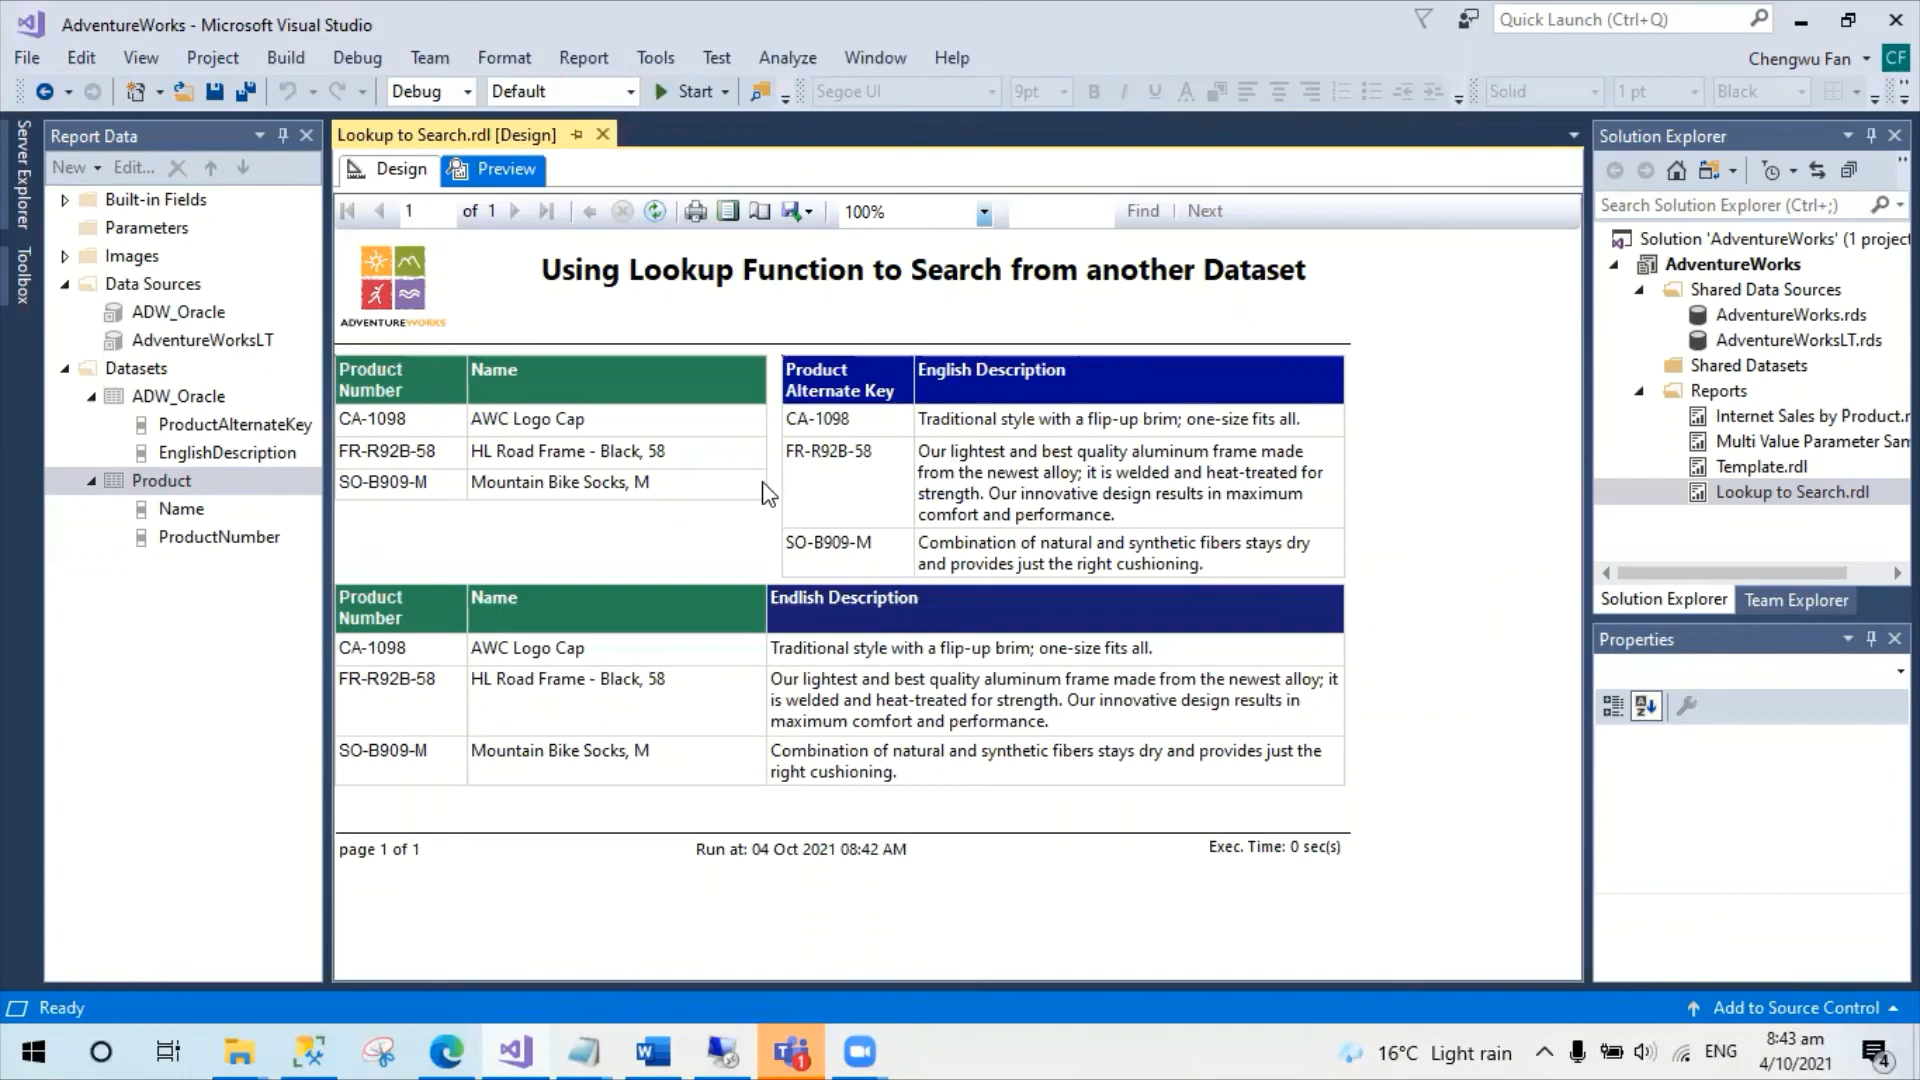 AdventureWorks - Microsoft Visual Studio
Quick Launch (Ctrl+Q)
File Edit View Project Build Debug Team Format Report Tools Test Analyze Window Help
Chengwu Fan CF
Debug Default Start Segoe UI 9pt B I U A Solid 1 pt Black
Server Explorer
Toolbox
Report Data
New Edit...
Built-in Fields
Parameters
Images
Data Sources
ADW_Oracle
AdventureWorksLT
Datasets
ADW_Oracle
ProductAlternateKey
EnglishDescription
Product
Name
ProductNumber
Lookup to Search.rdl [Design]
Design Preview
1 of 1 100% Find | Next
ADVENTUREWORKS
Using Lookup Function to Search from another Dataset
Product
Number
Name
CA-1098 AWC Logo Cap
FR-R92B-58 HL Road Frame - Black, 58
SO-B909-M Mountain Bike Socks, M
Product
Alternate Key
English Description
CA-1098 Traditional style with a flip-up brim; one-size fits all.
FR-R92B-58 Our lightest and best quality aluminum frame made
from the newest alloy; it is welded and heat-treated for
strength. Our innovative design results in maximum
comfort and performance.
SO-B909-M Combination of natural and synthetic fibers stays dry
and provides just the right cushioning.
Product
Number
Name
Endlish Description
CA-1098 AWC Logo Cap Traditional style with a flip-up brim; one-size fits all.
FR-R92B-58 HL Road Frame - Black, 58 Our lightest and best quality aluminum frame made from the newest alloy; it
is welded and heat-treated for strength. Our innovative design results in
maximum comfort and performance.
SO-B909-M Mountain Bike Socks, M Combination of natural and synthetic fibers stays dry and provides just the
right cushioning.
page 1 of 1 Run at: 04 Oct 2021 08:42 AM Exec. Time: 0 sec(s)
Solution Explorer
Search Solution Explorer (Ctrl+;)
Solution 'AdventureWorks' (1 project
AdventureWorks
Shared Data Sources
AdventureWorks.rds
AdventureWorksLT.rds
Shared Datasets
Reports
Internet Sales by Product.r
Multi Value Parameter Sam
Template.rdl
Lookup to Search.rdl
Solution Explorer Team Explorer
Properties
Ready
Add to Source Control
16°C Light rain ENG
8:43 am
4/10/2021
1
4